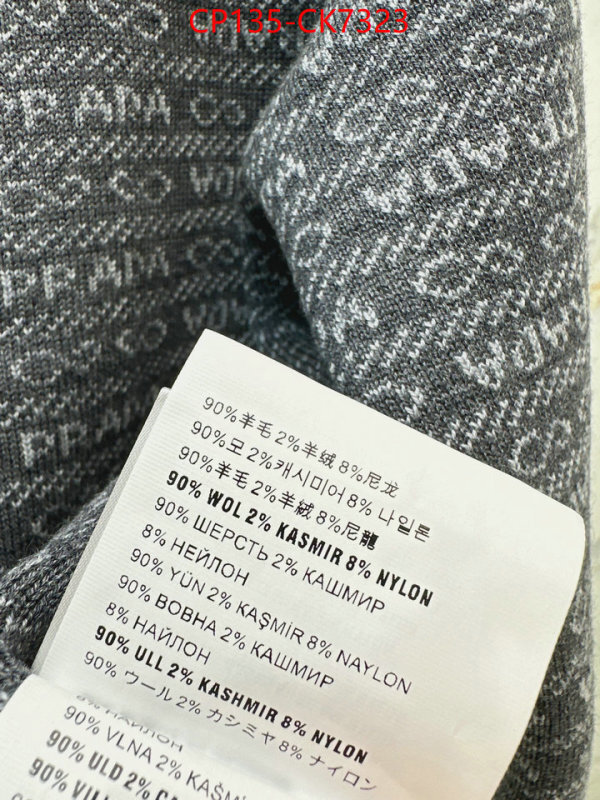 CP135-CK7323
90%羊毛 2%羊绒 8%尼龙
90%모 2%캐시미어 8% 나일론
90%羊毛 2%羊絨 8%尼龍
90% WOL 2% KASMIR 8% NYLON
90% ШЕРСТЬ 2% КАШМИР
8% НЕЙЛОН
90% YÜN 2% KAŞMİR 8% NAYLON
90% ВОВНА 2% КАШМИР
8% НАЙЛОН
90% ULL 2% KASHMIR 8% NYLON
90% ウール 2% カシミヤ 8% ナイロン
8% НАЙЛОН
90% VLNA 2%
90% ULD 2%
90%